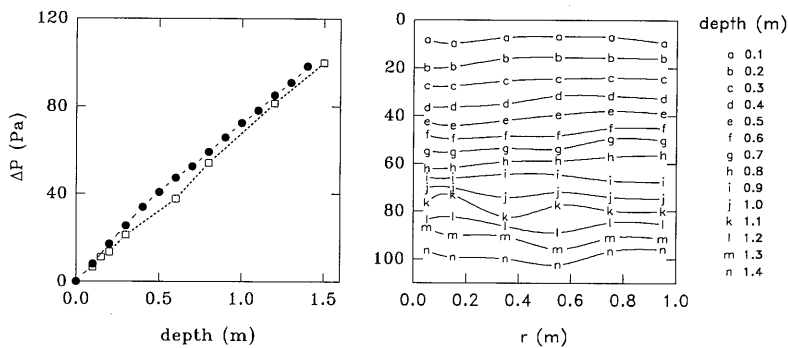 120
80
40
0
ΔP (Pa)
0.0 0.5 1.0 1.5
depth (m)
0
20
40
60
80
100
a a a a a a
b b b b b b
c c c c c c
d d d d d d
e e e e e e
f f f f f f
g g g g g g
h h h h h h
i i i i i i
j j j j j j
k k k k k k
l l l l l l
m m m m m m
n n n n n n
0.0 0.2 0.4 0.6 0.8 1.0
r (m)
depth (m)
a 0.1
b 0.2
c 0.3
d 0.4
e 0.5
f 0.6
g 0.7
h 0.8
i 0.9
j 1.0
k 1.1
l 1.2
m 1.3
n 1.4